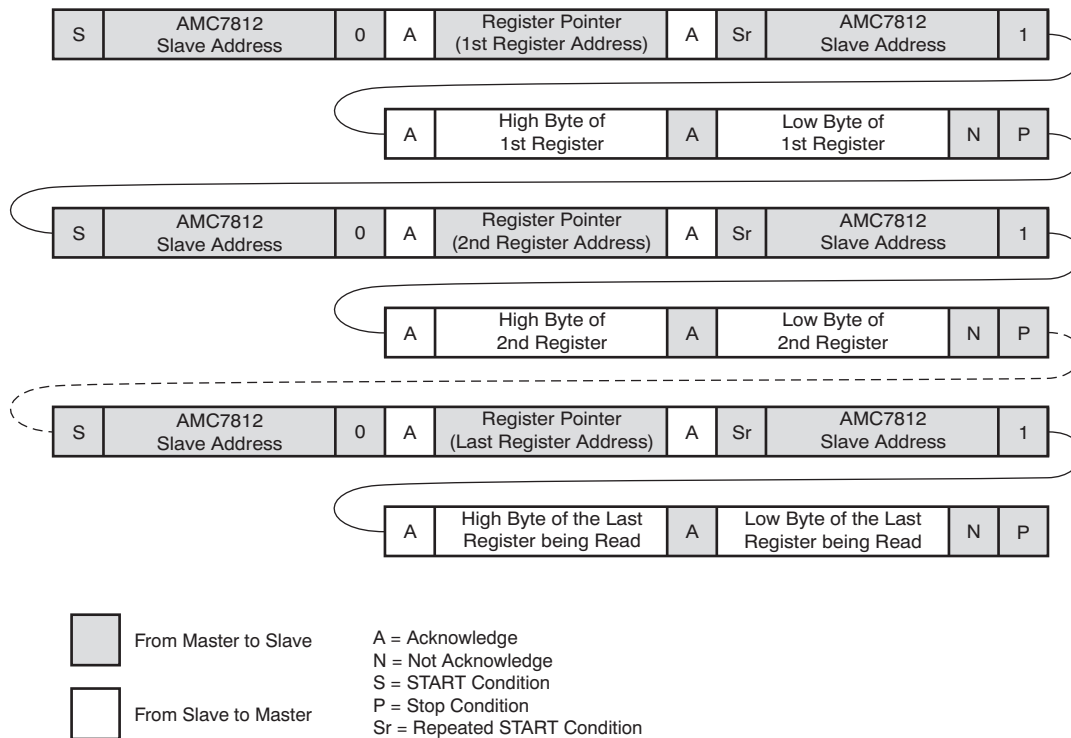 S AMC7812 Slave Address 0 A Register Pointer (1st Register Address) A Sr AMC7812 Slave Address 1
A High Byte of 1st Register A Low Byte of 1st Register N P
S AMC7812 Slave Address 0 A Register Pointer (2nd Register Address) A Sr AMC7812 Slave Address 1
A High Byte of 2nd Register A Low Byte of 2nd Register N P
S AMC7812 Slave Address 0 A Register Pointer (Last Register Address) A Sr AMC7812 Slave Address 1
A High Byte of the Last Register being Read A Low Byte of the Last Register being Read N P
From Master to Slave
From Slave to Master
A = Acknowledge
N = Not Acknowledge
S = START Condition
P = Stop Condition
Sr = Repeated START Condition